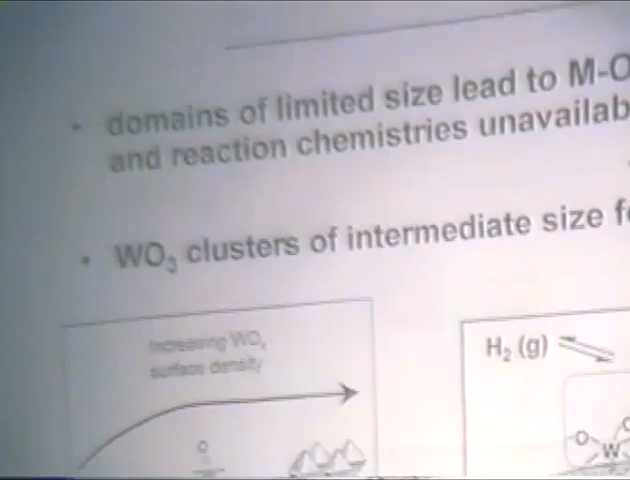 • domains of limited size lead to M-O
and reaction chemistries unavailab
• WO₃ clusters of intermediate size f
Increasing WOₓ
surface density
H₂ (g)
O
O
W